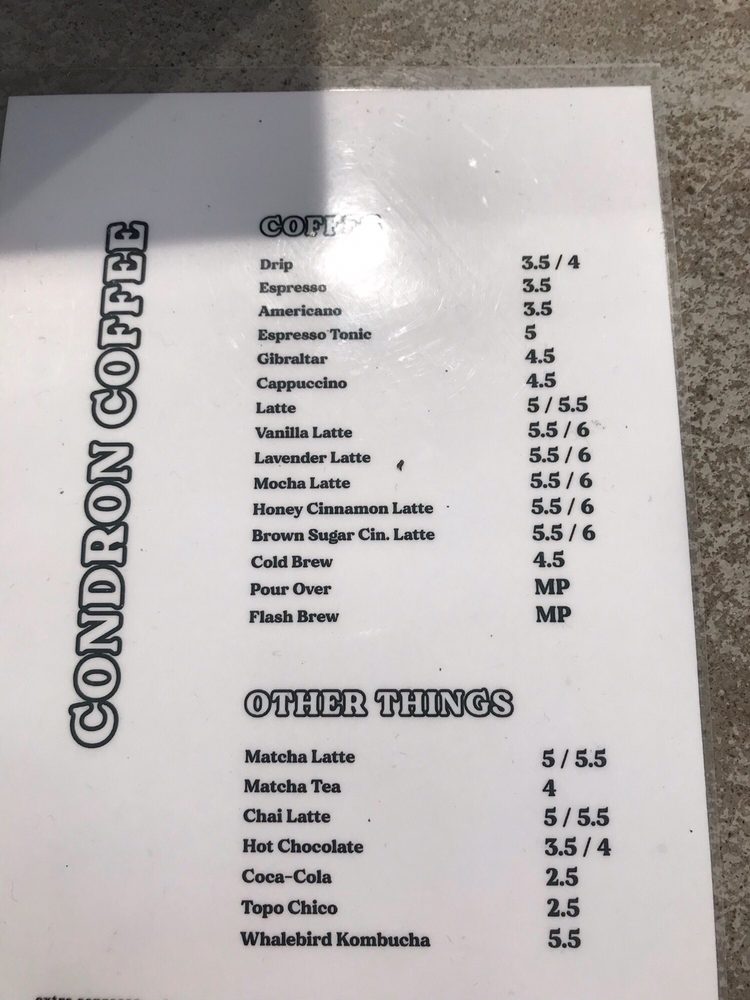 CONDRON COFFEE
COFFEE
Drip 3.5 / 4
Espresso 3.5
Americano 3.5
Espresso Tonic 5
Gibraltar 4.5
Cappuccino 4.5
Latte 5 / 5.5
Vanilla Latte 5.5 / 6
Lavender Latte 5.5 / 6
Mocha Latte 5.5 / 6
Honey Cinnamon Latte 5.5 / 6
Brown Sugar Cin. Latte 5.5 / 6
Cold Brew 4.5
Pour Over MP
Flash Brew MP
OTHER THINGS
Matcha Latte 5 / 5.5
Matcha Tea 4
Chai Latte 5 / 5.5
Hot Chocolate 3.5 / 4
Coca-Cola 2.5
Topo Chico 2.5
Whalebird Kombucha 5.5